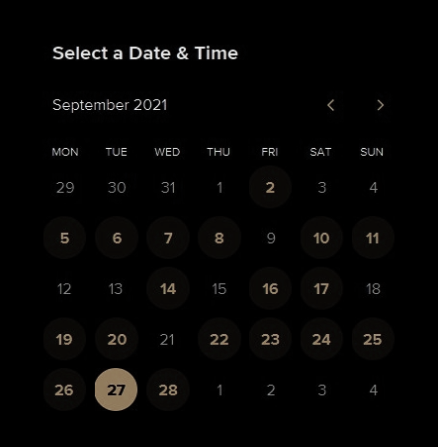 Select a Date & Time
September 2021
MON TUE WED THU FRI SAT SUN
29 30 31 1 2 3 4
5 6 7 8 9 10 11
12 13 14 15 16 17 18
19 20 21 22 23 24 25
26 27 28 1 2 3 4